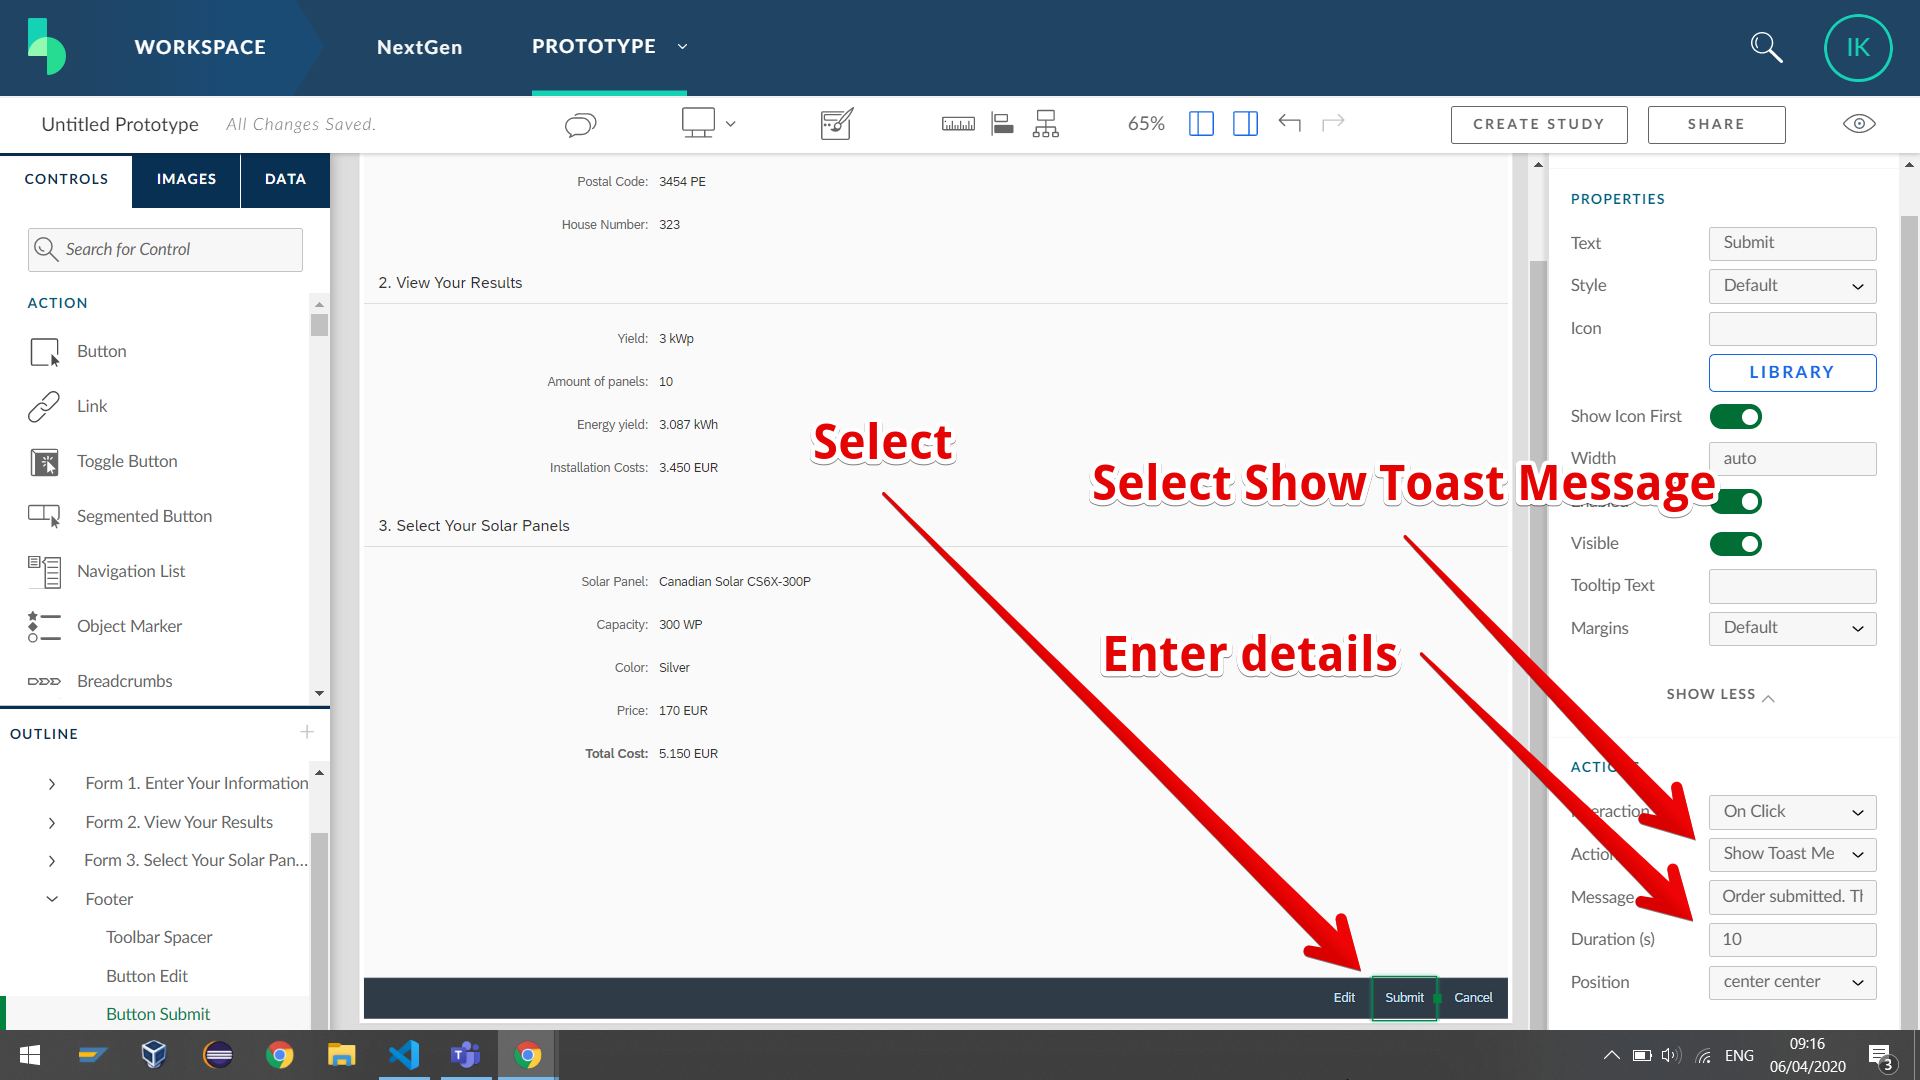 WORKSPACE
NextGen
PROTOTYPE
IK
Untitled Prototype
All Changes Saved.
65%
CREATE STUDY
SHARE
CONTROLS
IMAGES
DATA
Search for Control
ACTION
Button
Link
Toggle Button
Segmented Button
Navigation List
Object Marker
Breadcrumbs
OUTLINE
Form 1. Enter Your Information
Form 2. View Your Results
Form 3. Select Your Solar Pan...
Footer
Toolbar Spacer
Button Edit
Button Submit
Postal Code: 3454 PE
House Number: 323
2. View Your Results
Yield: 3 kWp
Amount of panels: 10
Energy yield: 3.087 kWh
Installation Costs: 3.450 EUR
3. Select Your Solar Panels
Solar Panel: Canadian Solar CS6X-300P
Capacity: 300 WP
Color: Silver
Price: 170 EUR
Total Cost: 5.150 EUR
Edit
Submit
Cancel
Select
Select Show Toast Message
Enter details
PROPERTIES
Text Submit
Style Default
Icon
LIBRARY
Show Icon First
Width auto
Enabled
Visible
Tooltip Text
Margins Default
SHOW LESS
ACTIONS
Interaction On Click
Action Show Toast Me
Message Order submitted. Th
Duration (s) 10
Position center center
ENG
09:16
06/04/2020
3